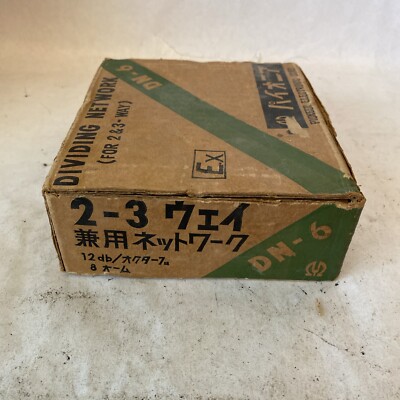 DIVIDING NETWORK
(FOR 2 & 3-WAY)
DN-6
パイオニア
EX
2-3 ウェイ
兼用ネットワーク
12db/オクターブ
8 オーム
DN-6